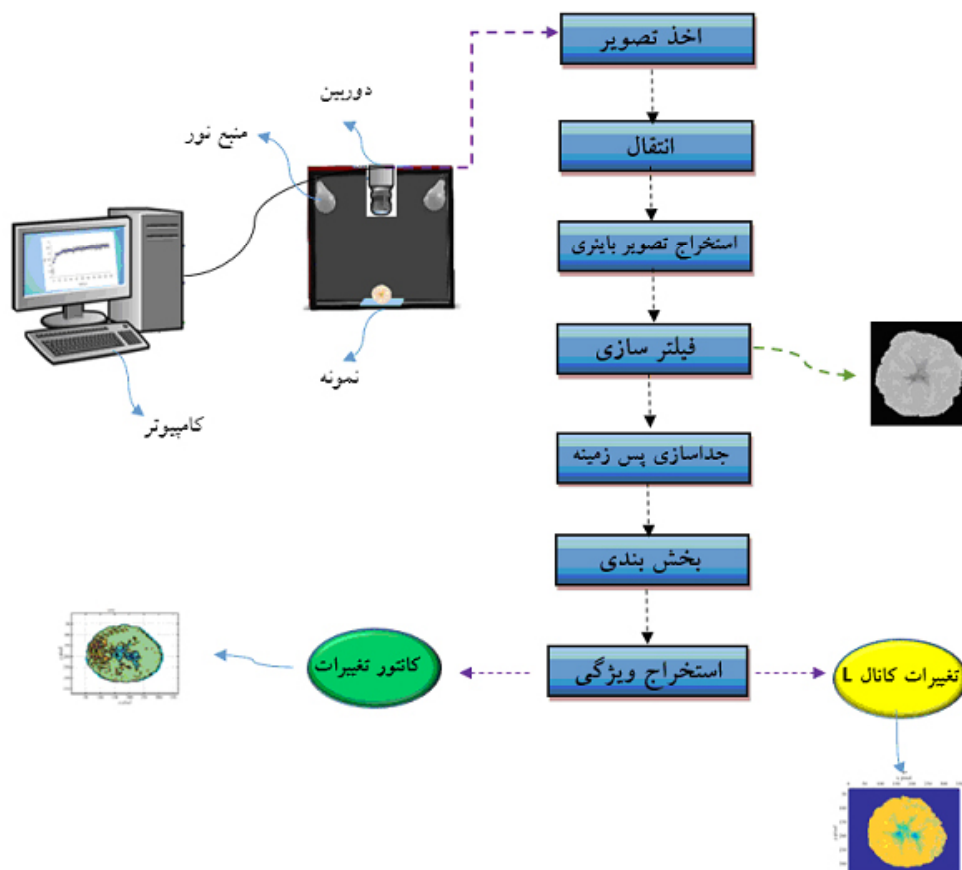 اخذ تصویر
انتقال
استخراج تصویر باینری
فیلتر سازی
جداسازی پس زمینه
بخش بندی
استخراج ویژگی
دوربین
منبع نور
نمونه
کامپیوتر
کانتور تغییرات
تغییرات کانال L